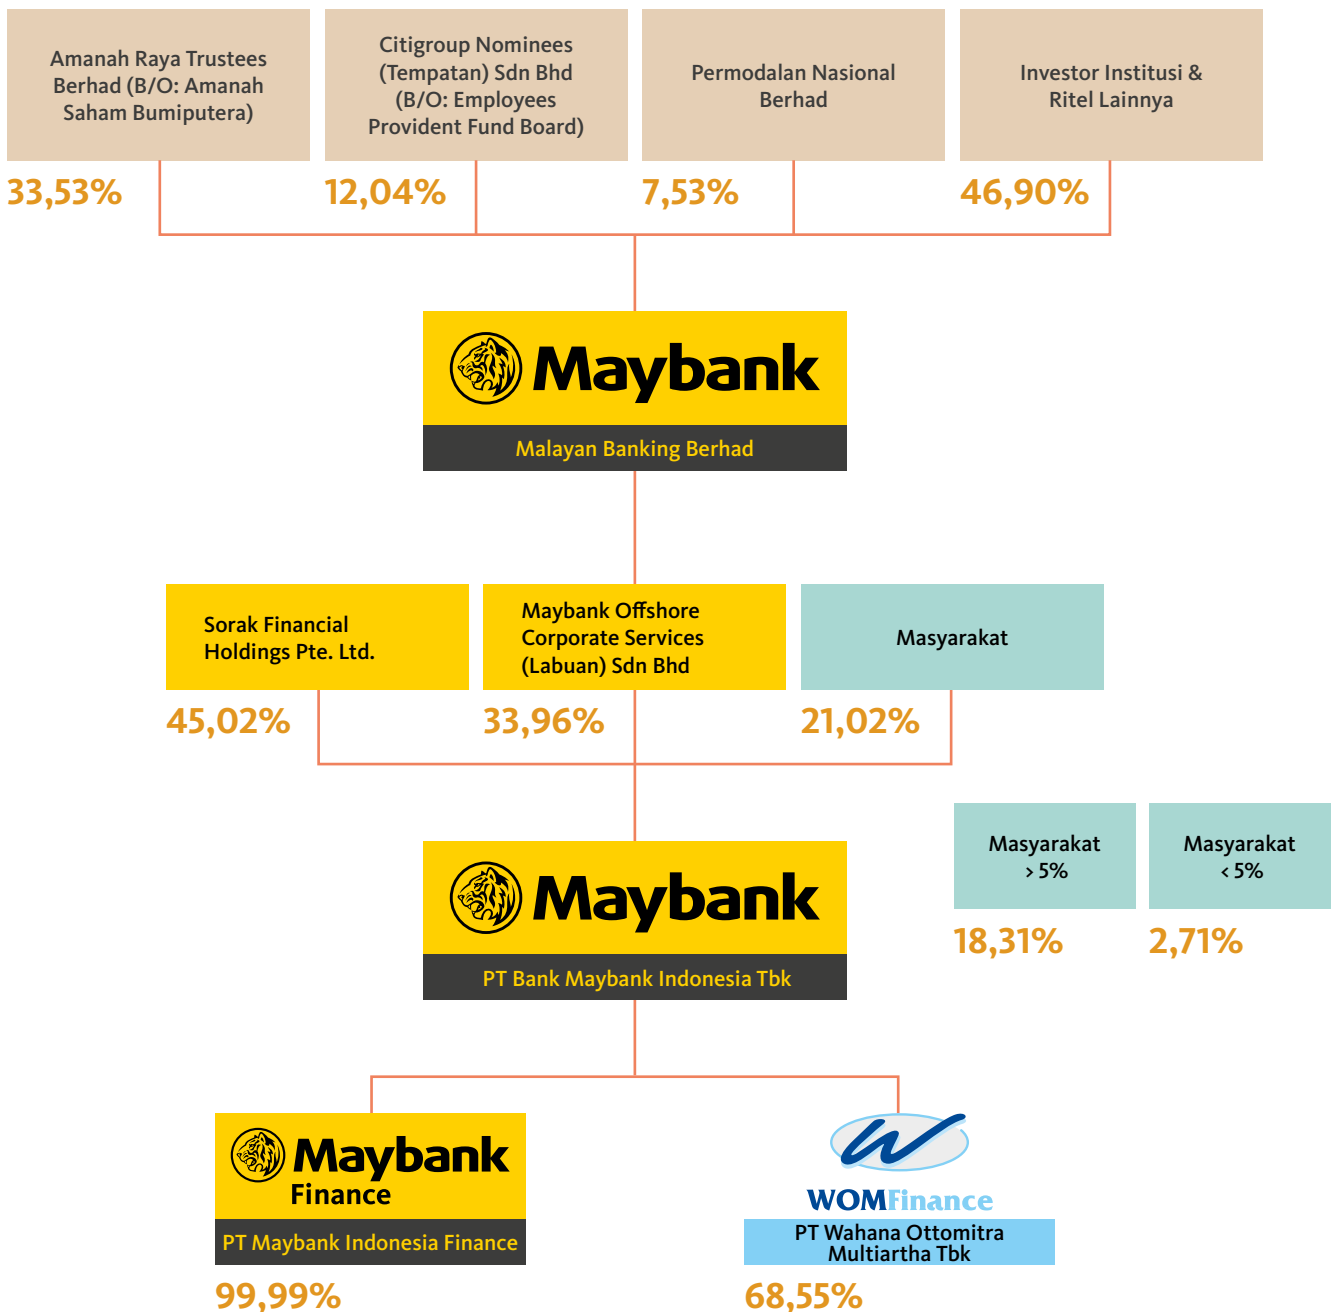 Amanah Raya Trustees
Berhad (B/O: Amanah
Saham Bumiputera)
33,53%
Citigroup Nominees
(Tempatan) Sdn Bhd
(B/O: Employees
Provident Fund Board)
12,04%
Permodalan Nasional
Berhad
7,53%
Investor Institusi &
Ritel Lainnya
46,90%
Maybank
Malayan Banking Berhad
Sorak Financial
Holdings Pte. Ltd.
45,02%
Maybank Offshore
Corporate Services
(Labuan) Sdn Bhd
33,96%
Masyarakat
21,02%
Masyarakat
> 5%
18,31%
Masyarakat
< 5%
2,71%
Maybank
PT Bank Maybank Indonesia Tbk
Maybank
Finance
PT Maybank Indonesia Finance
99,99%
W
WOMFinance
PT Wahana Ottomitra
Multiartha Tbk
68,55%